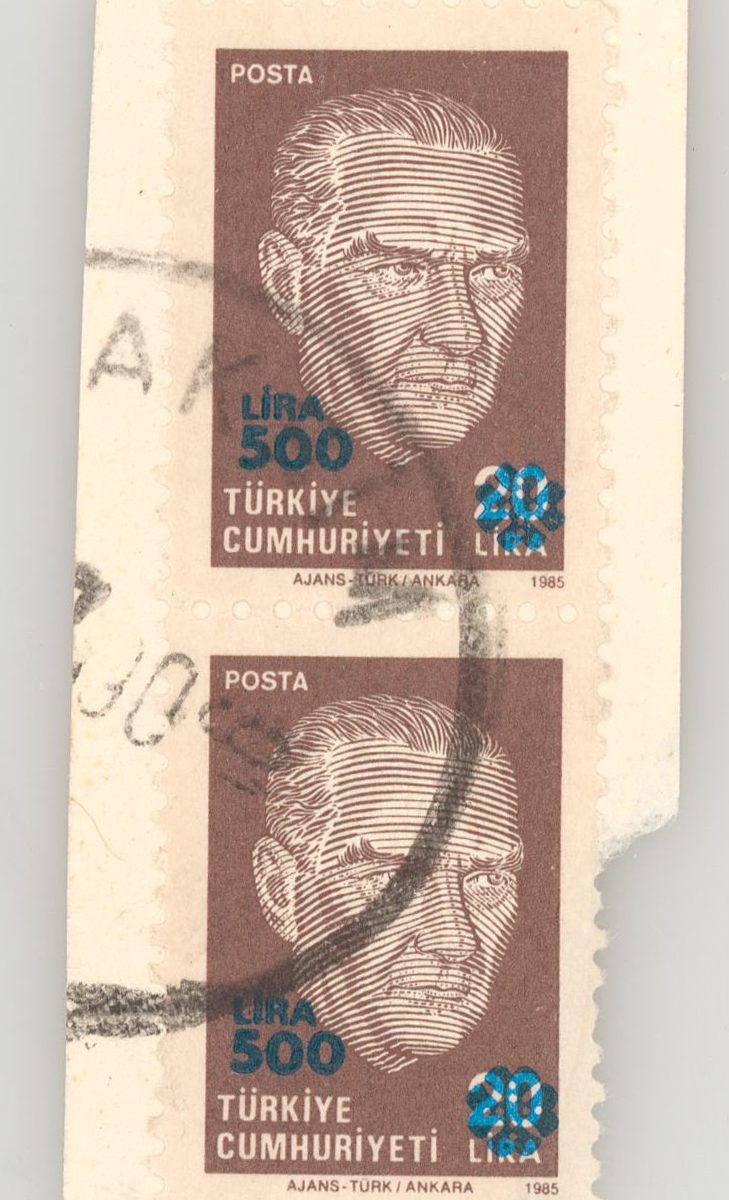 POSTA
LİRA
500
20
TÜRKİYE
CUMHURİYETİ LİRA
AJANS-TÜRK/ANKARA 1985
POSTA
LİRA
500
20
TÜRKİYE
CUMHURİYETİ LİRA
AJANS-TÜRK/ANKARA 1985